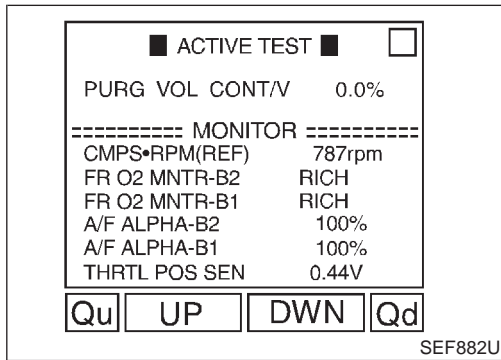 ■ ACTIVE TEST ■
PURG VOL CONT/V 0.0%
========== MONITOR ==========
CMPS•RPM(REF) 787rpm
FR O2 MNTR-B2 RICH
FR O2 MNTR-B1 RICH
A/F ALPHA-B2 100%
A/F ALPHA-B1 100%
THRTL POS SEN 0.44V
Qu UP DWN Qd
SEF882U